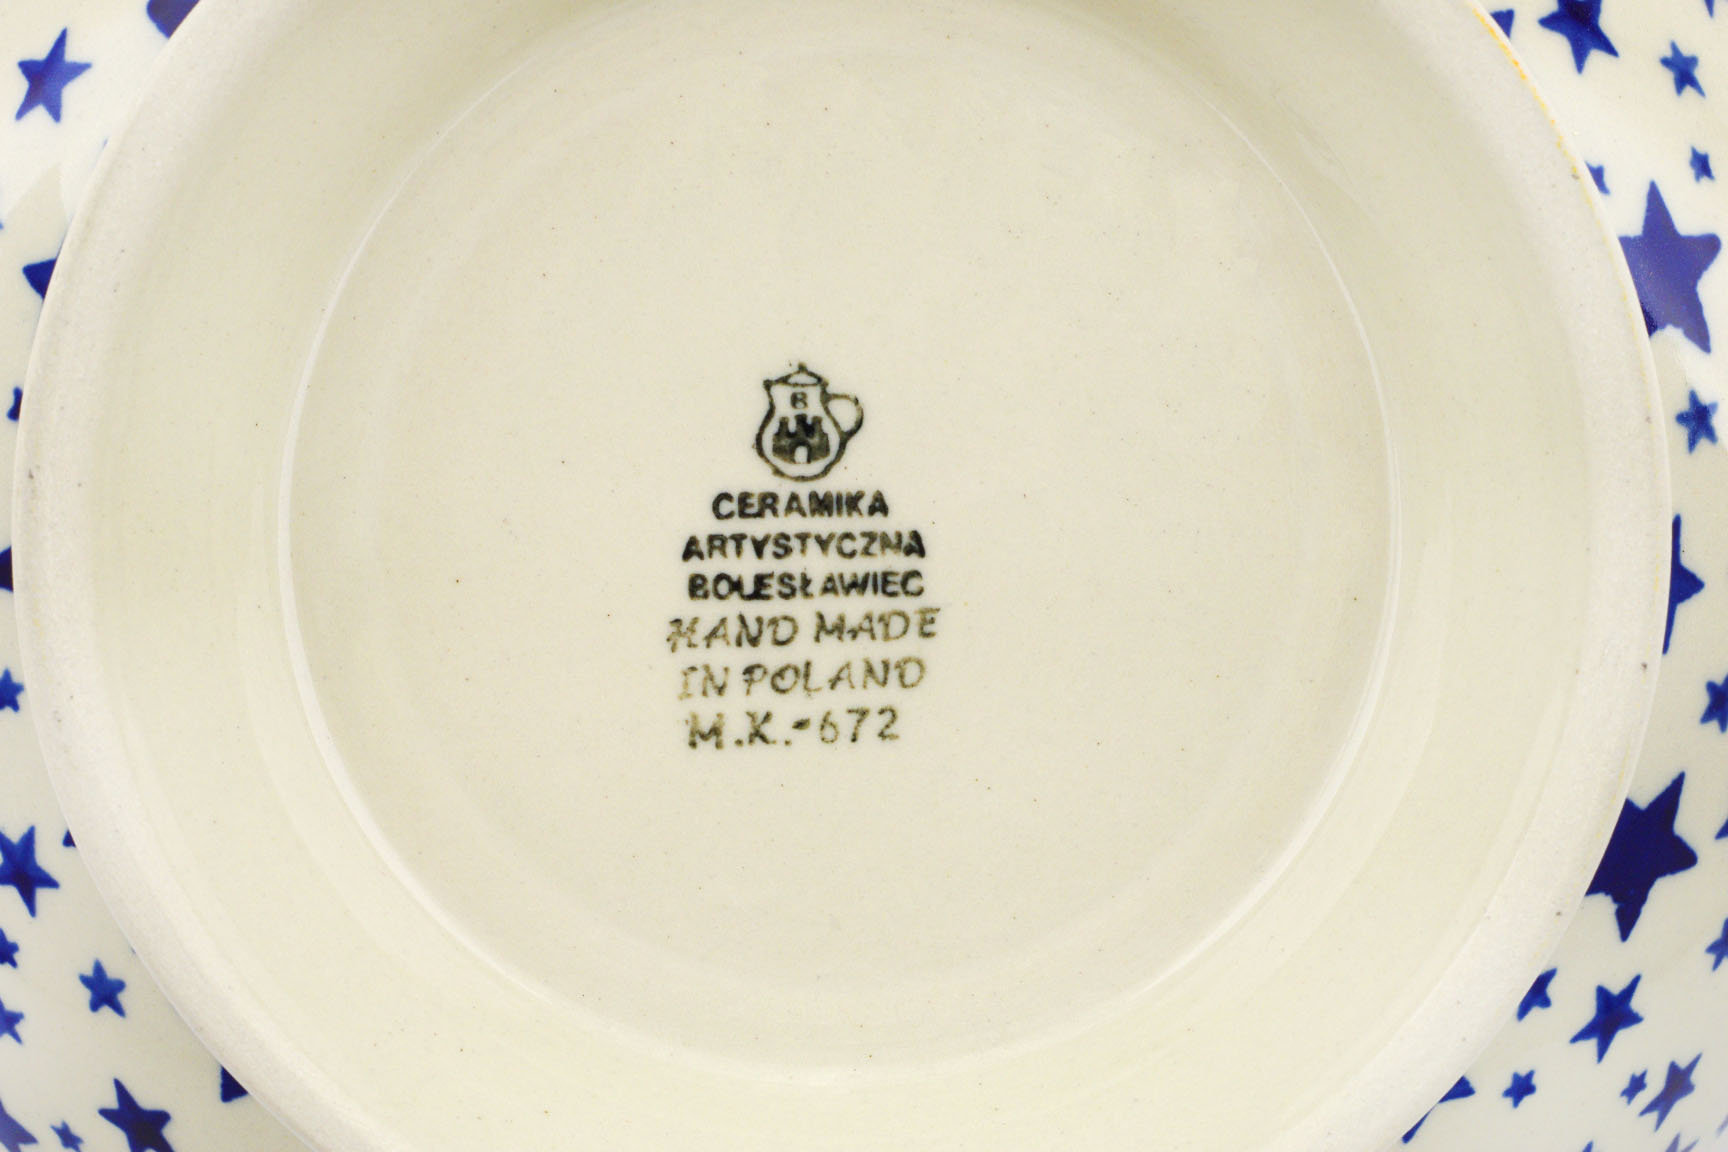 B
CERAMIKA
ARTYSTYCZNA
BOLESŁAWIEC
HAND MADE
IN POLAND
M.K.-672